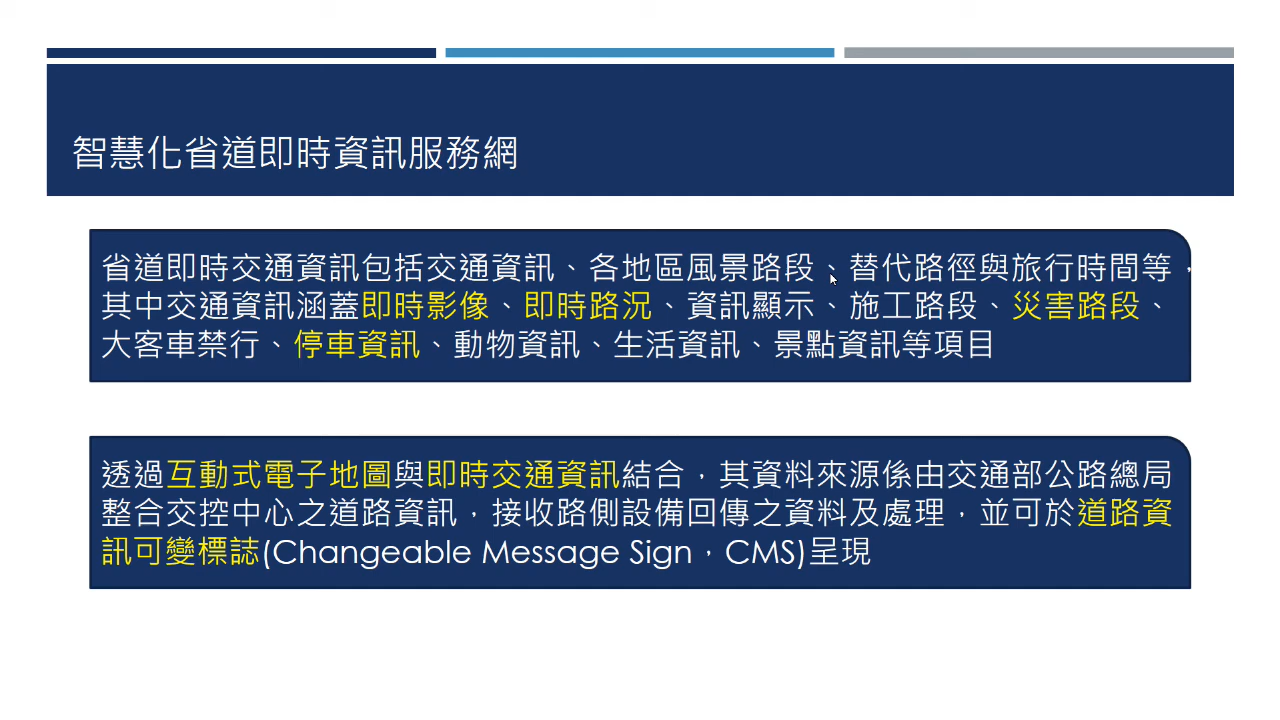 智慧化省道即時資訊服務網
省道即時交通資訊包括交通資訊、各地區風景路段、替代路徑與旅行時間等，
其中交通資訊涵蓋即時影像、即時路況、資訊顯示、施工路段、災害路段、
大客車禁行、停車資訊、動物資訊、生活資訊、景點資訊等項目
透過互動式電子地圖與即時交通資訊結合，其資料來源係由交通部公路總局
整合交控中心之道路資訊，接收路側設備回傳之資料及處理，並可於道路資
訊可變標誌(Changeable Message Sign，CMS)呈現